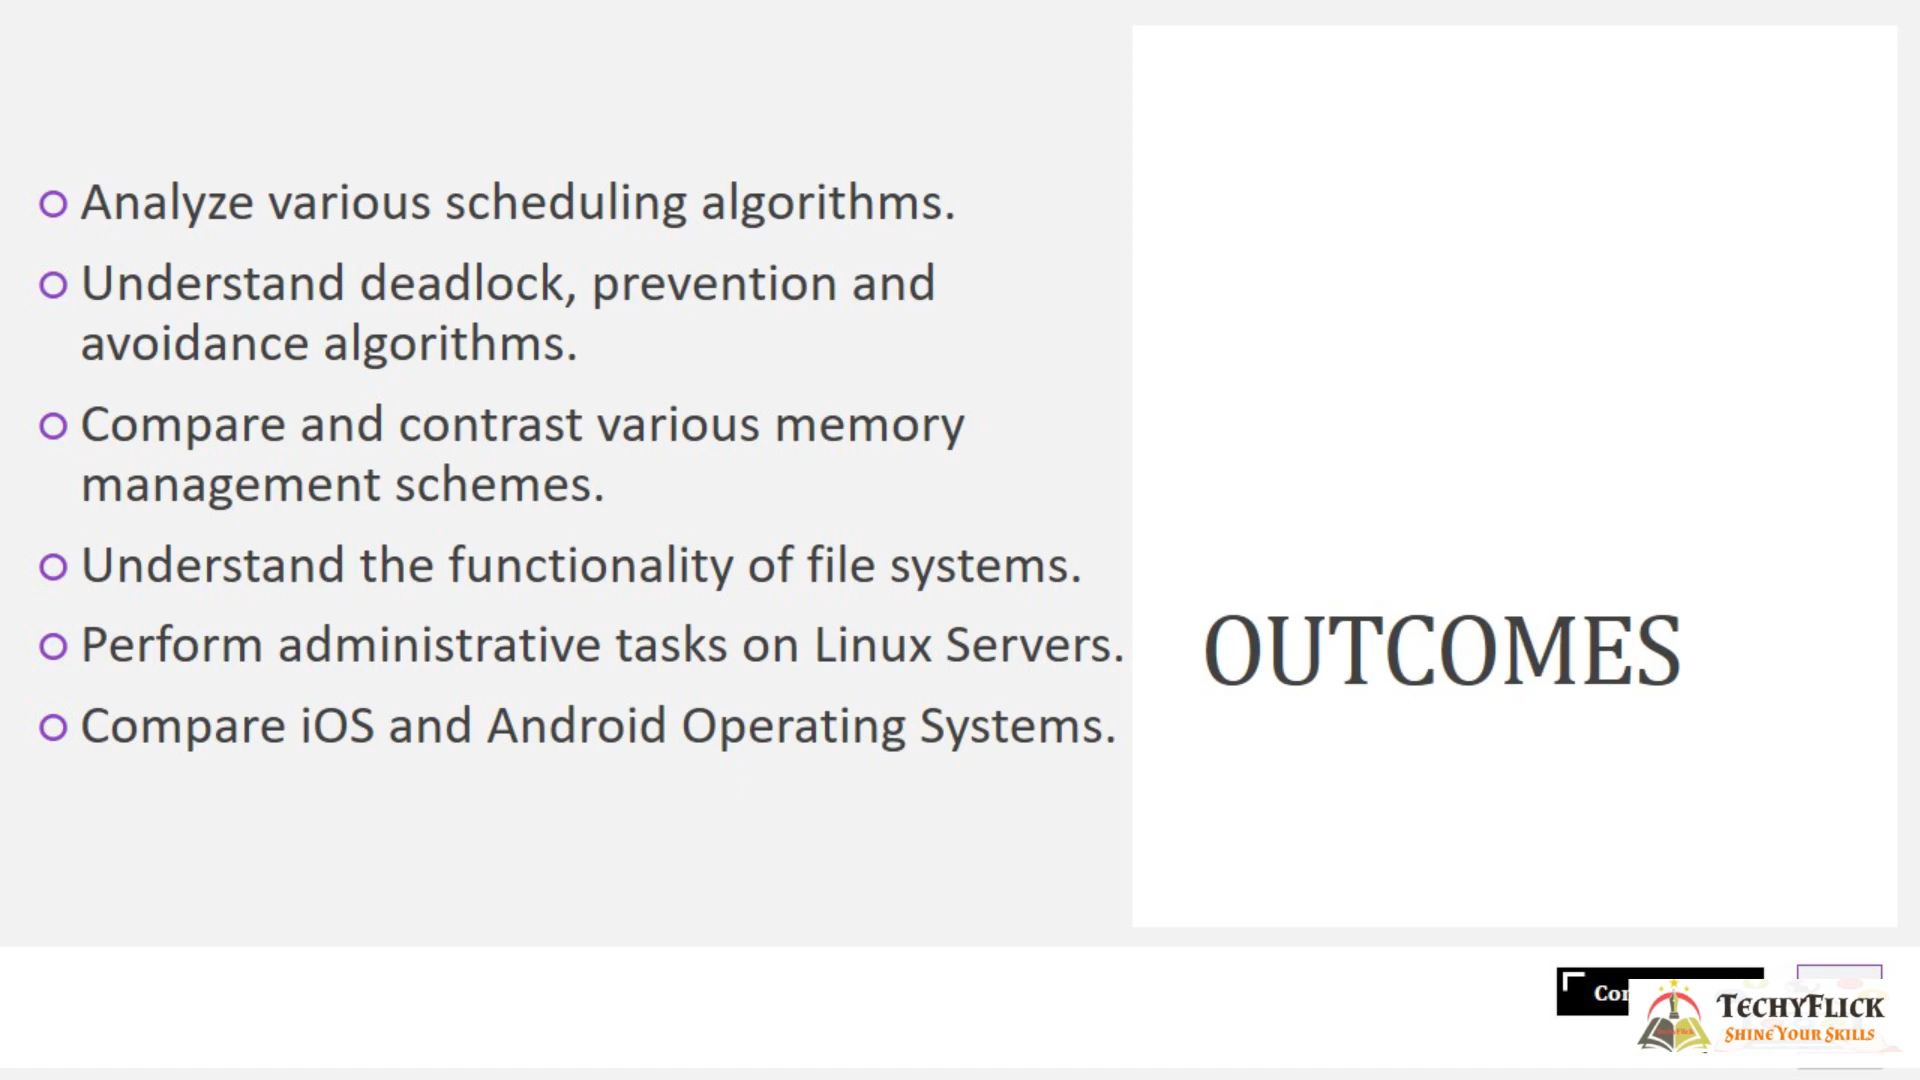 Analyze various scheduling algorithms.
Understand deadlock, prevention and
avoidance algorithms.
Compare and contrast various memory
management schemes.
Understand the functionality of file systems.
Perform administrative tasks on Linux Servers.
Compare iOS and Android Operating Systems.
OUTCOMES
TECHYFLICK
SHINE YOUR SKILLS